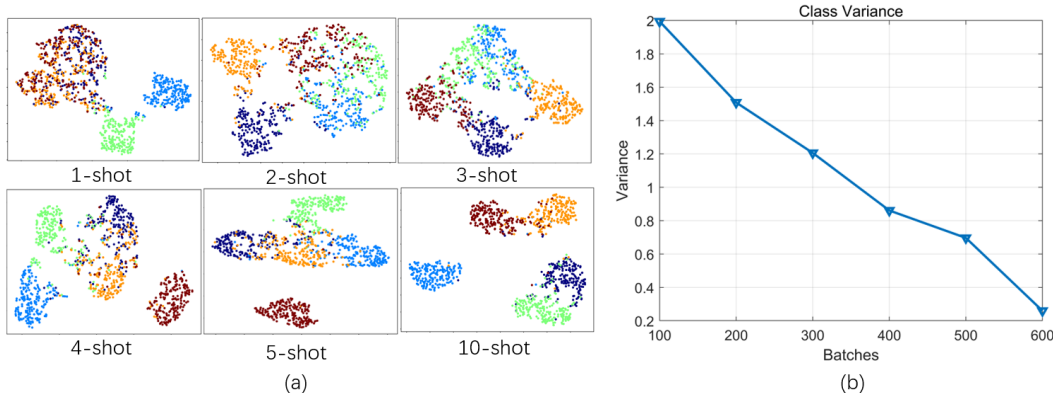 1-shot
2-shot
3-shot
4-shot
5-shot
10-shot
(a)
Class Variance
Variance
2
1.8
1.6
1.4
1.2
1
0.8
0.6
0.4
0.2
100 200 300 400 500 600
Batches
(b)